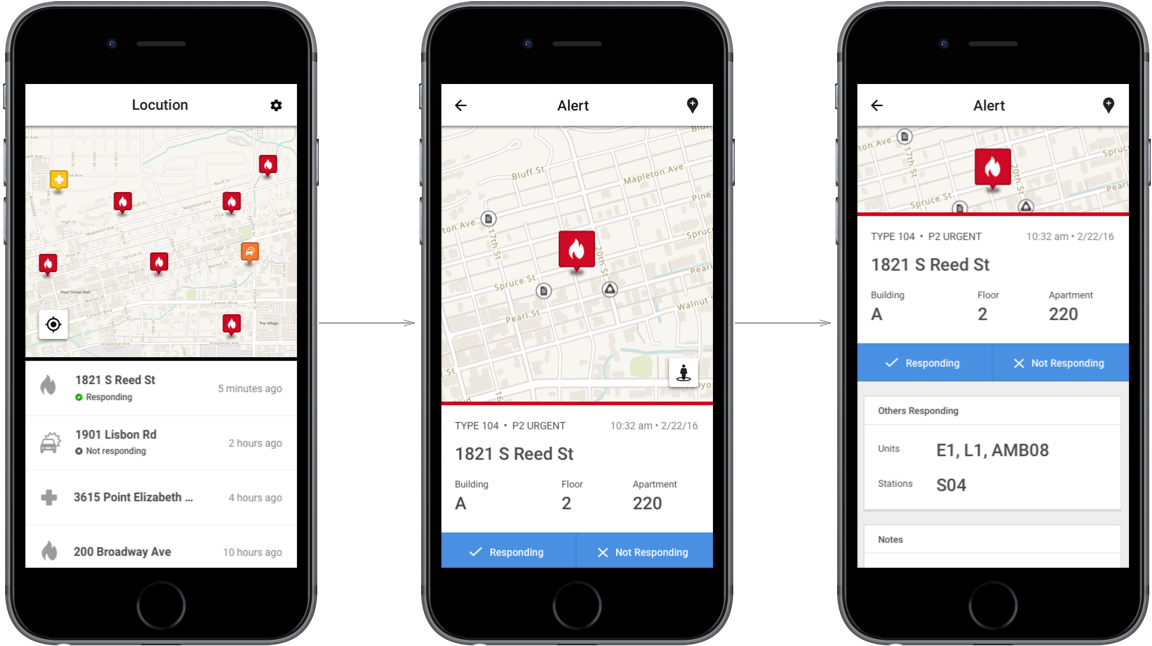 Locution
Pearl Street Mall
The Village
1821 S Reed St
5 minutes ago
Responding
1901 Lisbon Rd
2 hours ago
Not responding
3615 Point Elizabeth ...
4 hours ago
200 Broadway Ave
10 hours ago
Alert
Bluff St
Mapleton Ave
17th St
20th St
Spruce St
Pearl St
Walnut
TYPE 104 • P2 URGENT
10:32 am • 2/22/16
1821 S Reed St
Building
Floor
Apartment
A
2
220
Responding
Not Responding
Alert
17th St
20th St
TYPE 104 • P2 URGENT
10:32 am • 2/22/16
1821 S Reed St
Building
Floor
Apartment
A
2
220
Responding
Not Responding
Others Responding
Units
E1, L1, AMB08
Stations
S04
Notes